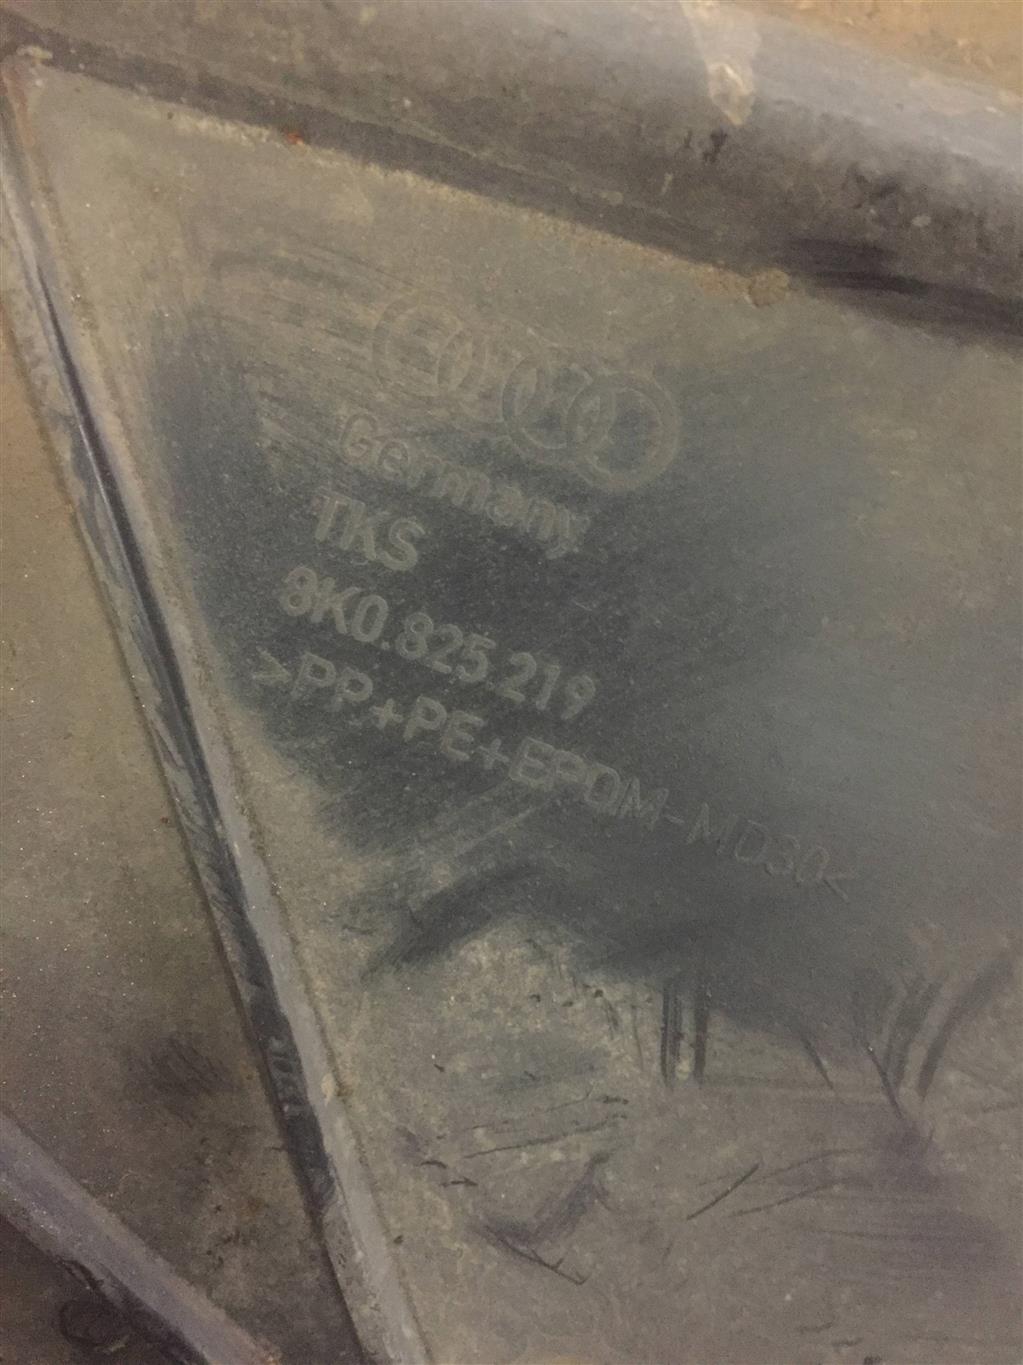 Germany
TKS
8K0.825.219
>PP+PE+EPDM-MD30<